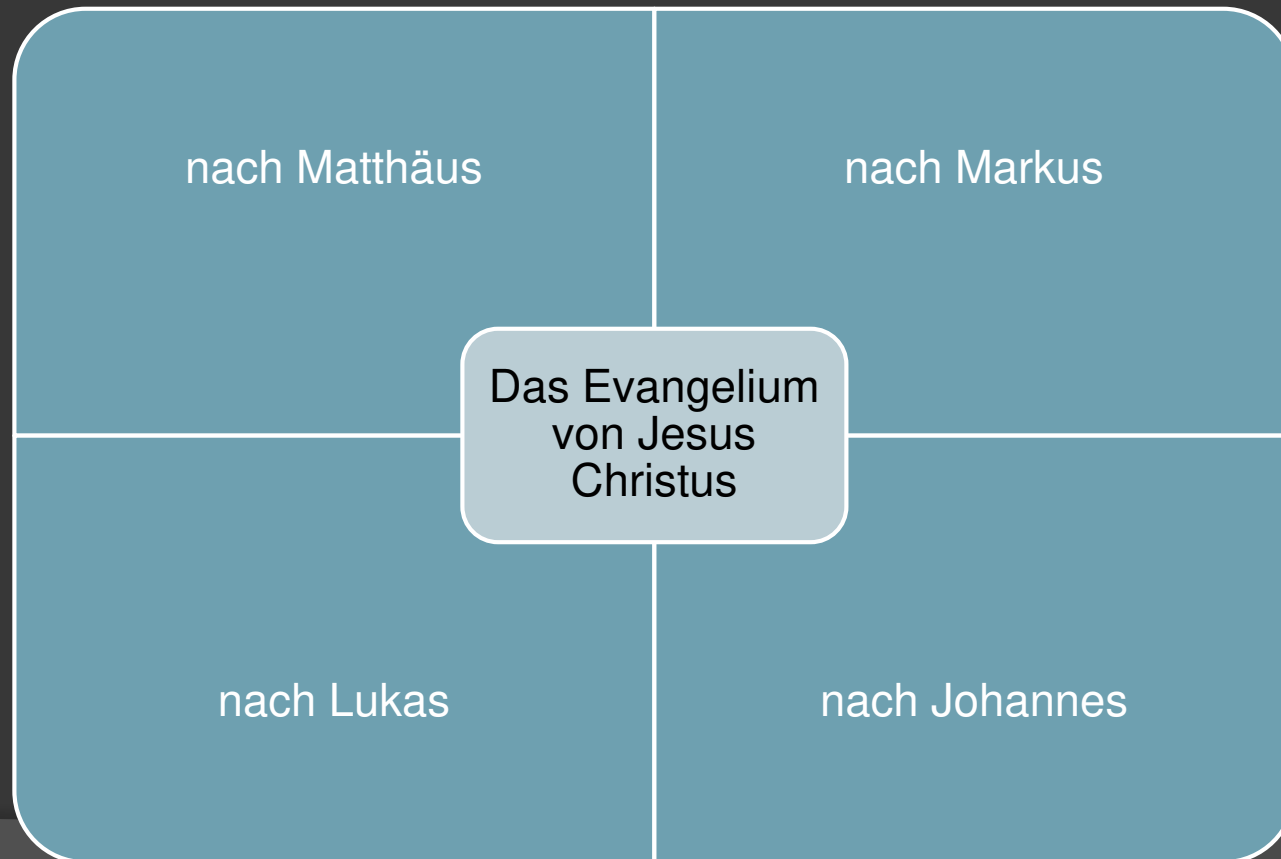 nach Matthäus
nach Markus
Das Evangelium
von Jesus
Christus
nach Lukas
nach Johannes